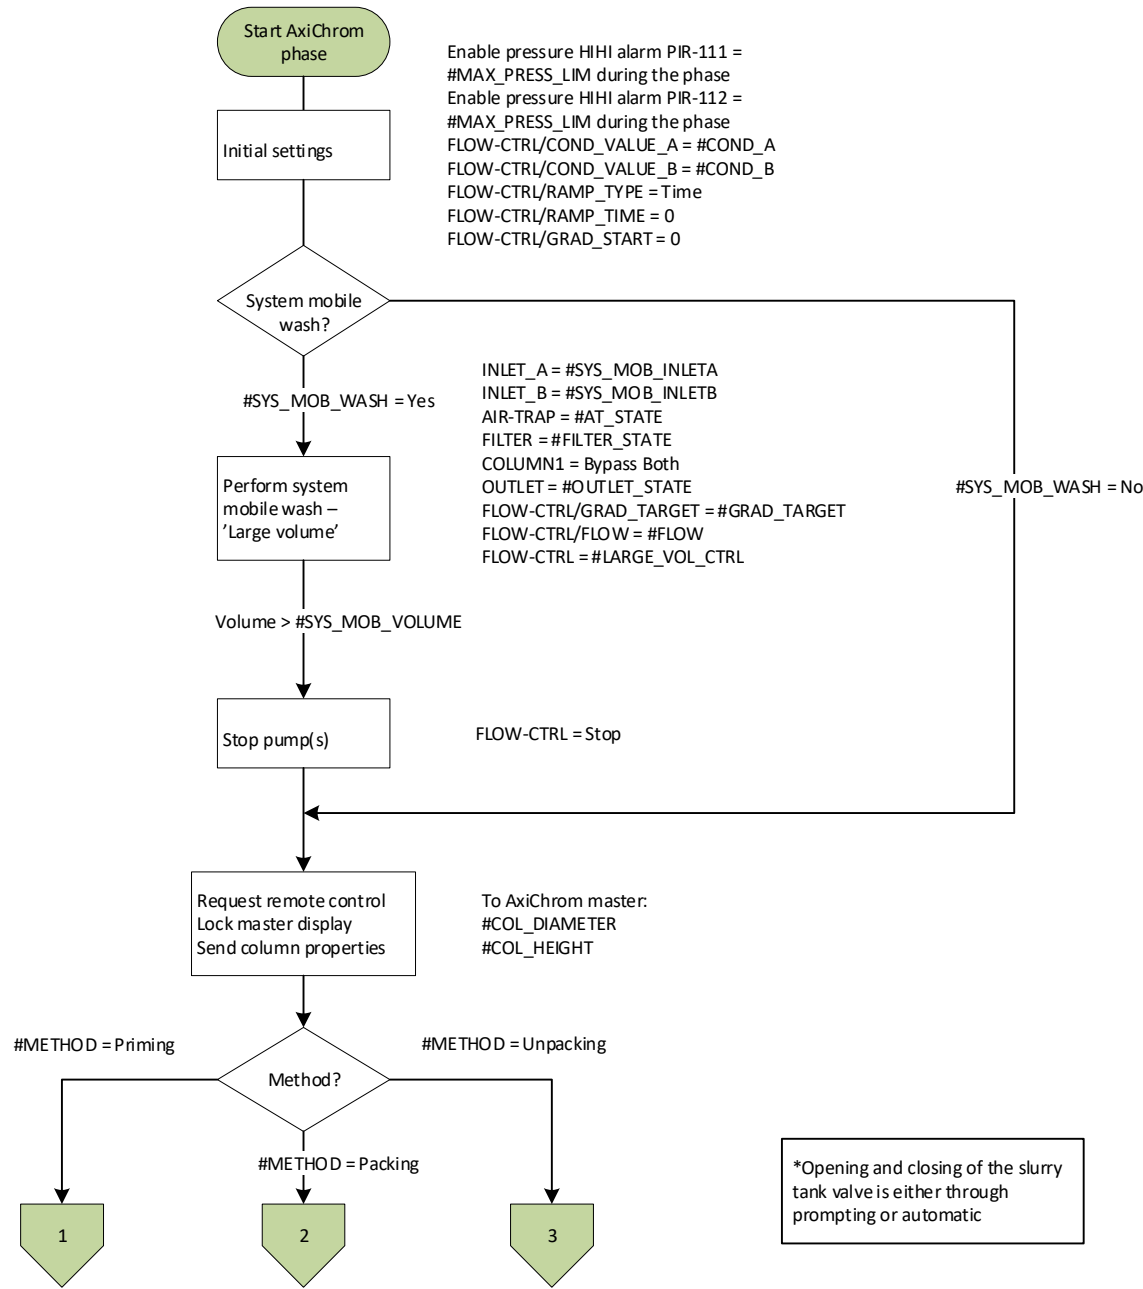 Start AxiChrom
phase
Enable pressure HIHI alarm PIR-111 =
#MAX_PRESS_LIM during the phase
Enable pressure HIHI alarm PIR-112 =
#MAX_PRESS_LIM during the phase
FLOW-CTRL/COND_VALUE_A = #COND_A
FLOW-CTRL/COND_VALUE_B = #COND_B
FLOW-CTRL/RAMP_TYPE = Time
FLOW-CTRL/RAMP_TIME = 0
FLOW-CTRL/GRAD_START = 0
Initial settings
System mobile
wash?
#SYS_MOB_WASH = Yes
INLET_A = #SYS_MOB_INLETA
INLET_B = #SYS_MOB_INLETB
AIR-TRAP = #AT_STATE
FILTER = #FILTER_STATE
COLUMN1 = Bypass Both
OUTLET = #OUTLET_STATE
FLOW-CTRL/GRAD_TARGET = #GRAD_TARGET
FLOW-CTRL/FLOW = #FLOW
FLOW-CTRL = #LARGE_VOL_CTRL
#SYS_MOB_WASH = No
Perform system
mobile wash –
’Large volume’
Volume > #SYS_MOB_VOLUME
Stop pump(s)
FLOW-CTRL = Stop
Request remote control
Lock master display
Send column properties
To AxiChrom master:
#COL_DIAMETER
#COL_HEIGHT
#METHOD = Priming
#METHOD = Unpacking
Method?
#METHOD = Packing
*Opening and closing of the slurry
tank valve is either through
prompting or automatic
1
2
3